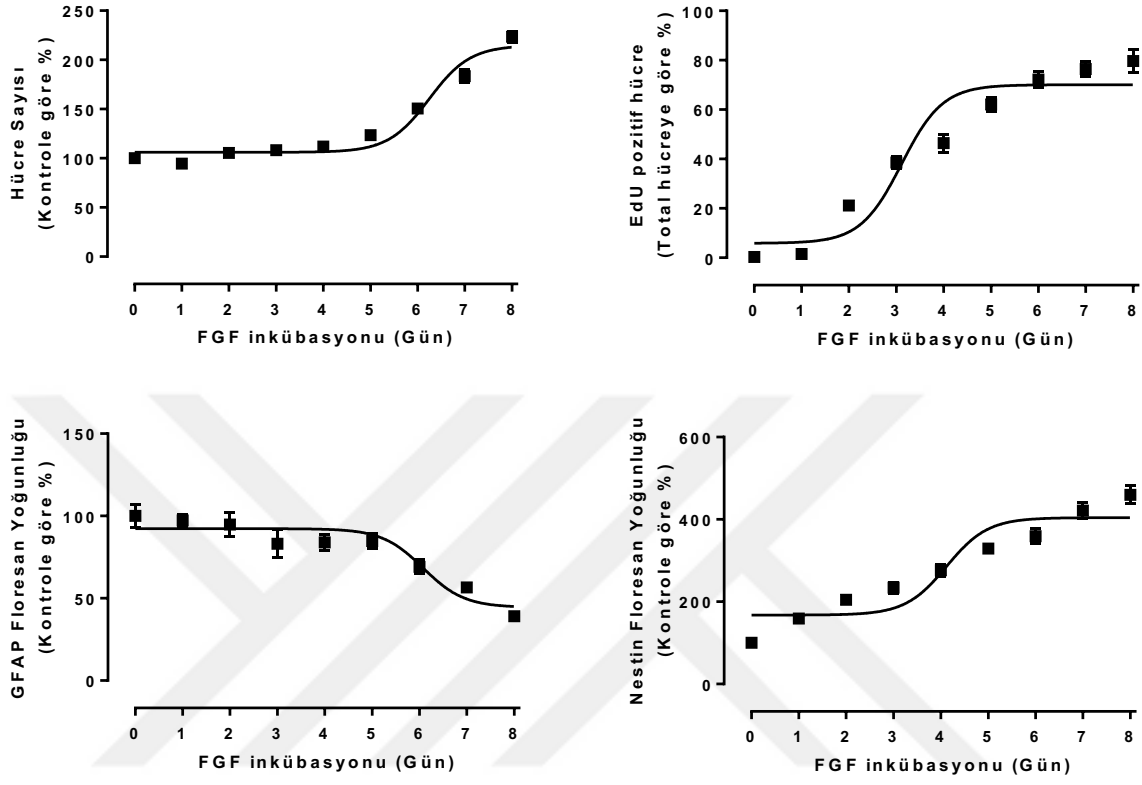 Hücre Sayısı
(Kontrole göre %)
250
200
150
100
50
0
0 1 2 3 4 5 6 7 8
FGF inkübasyonu (Gün)
EdU pozitif hücre
(Total hücreye göre %)
100
80
60
40
20
0
0 1 2 3 4 5 6 7 8
FGF inkübasyonu (Gün)
GFAP Floresan Yoğunluğu
(Kontrole göre %)
150
100
50
0
0 1 2 3 4 5 6 7 8
FGF inkübasyonu (Gün)
Nestin Floresan Yoğunluğu
(Kontrole göre %)
600
400
200
0
0 1 2 3 4 5 6 7 8
FGF inkübasyonu (Gün)